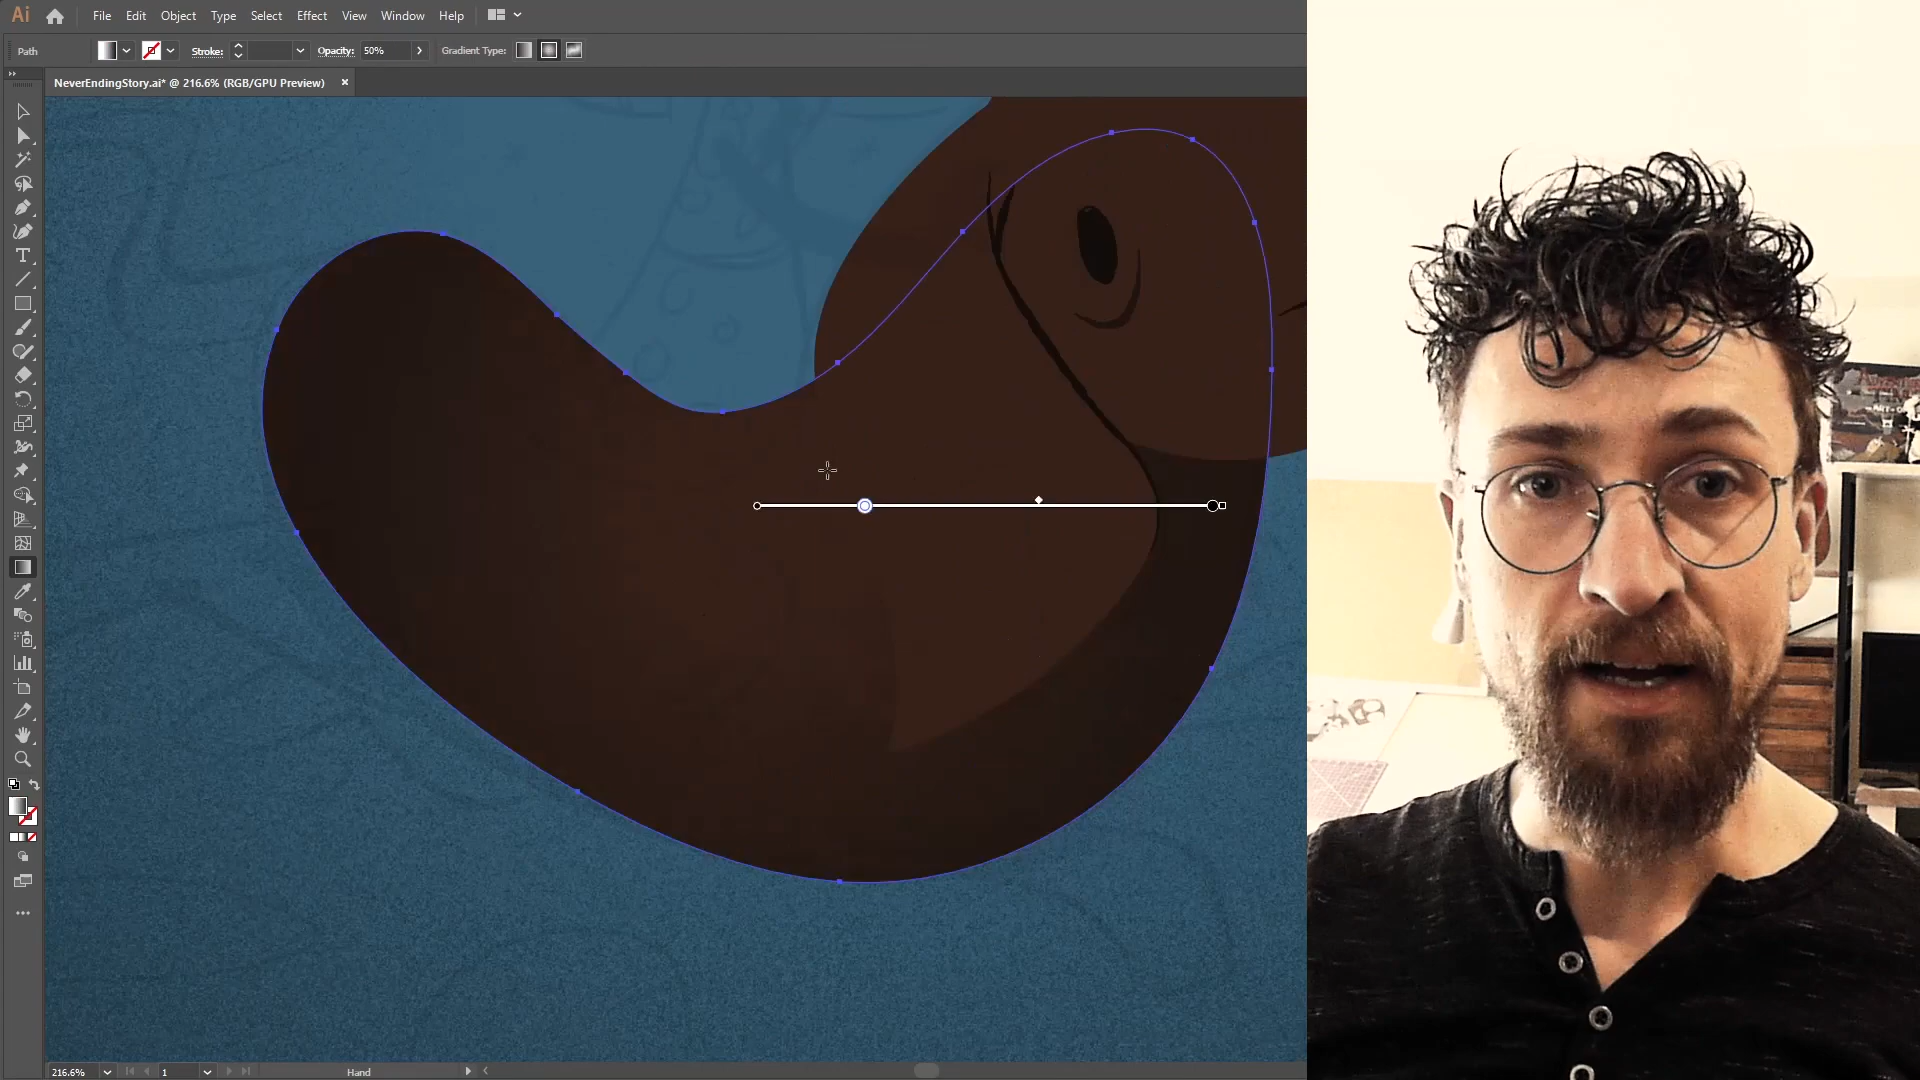 Ai File Edit Object Type Select Effect View Window Help
Path Stroke: Opacity: 50% Gradient Type:
NeverEndingStory.ai* @ 216.6% (RGB/GPU Preview) ×
216.6% 1 Hand